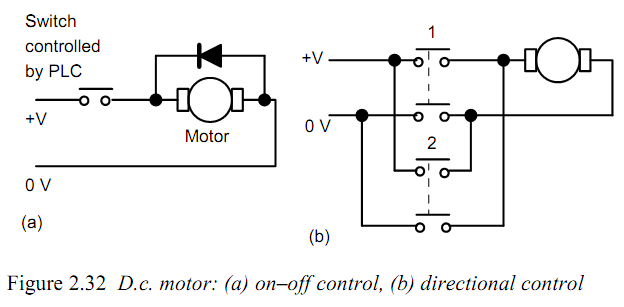 Switch
controlled
by PLC
+V
Motor
0 V
(a)
1
+V
0 V
2
(b)
Figure 2.32 D.c. motor: (a) on–off control, (b) directional control